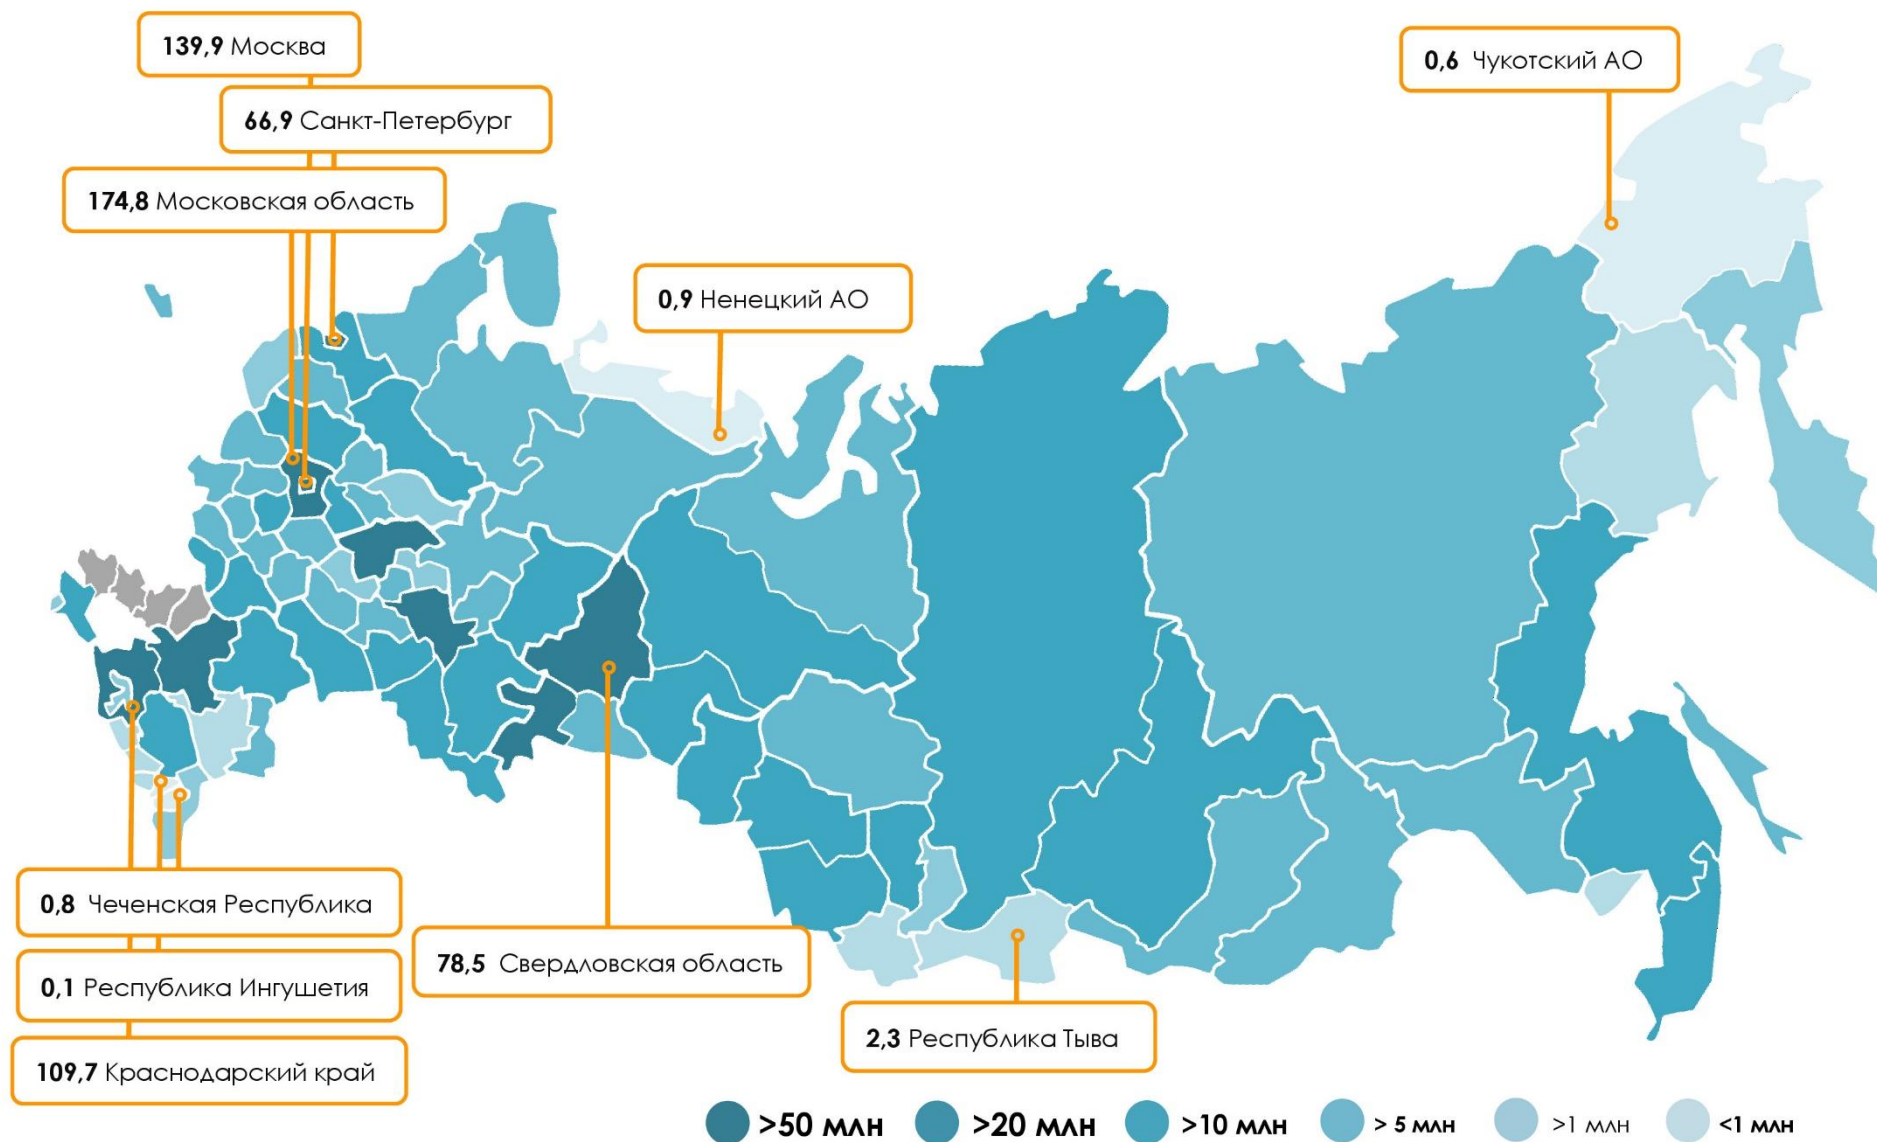 139,9 Москва
0,6 Чукотский АО
66,9 Санкт-Петербург
174,8 Московская область
0,9 Ненецкий АО
0,8 Чеченская Республика
78,5 Свердловская область
0,1 Республика Ингушетия
2,3 Республика Тыва
109,7 Краснодарский край
>50 млн >20 млн >10 млн > 5 млн >1 млн <1 млн